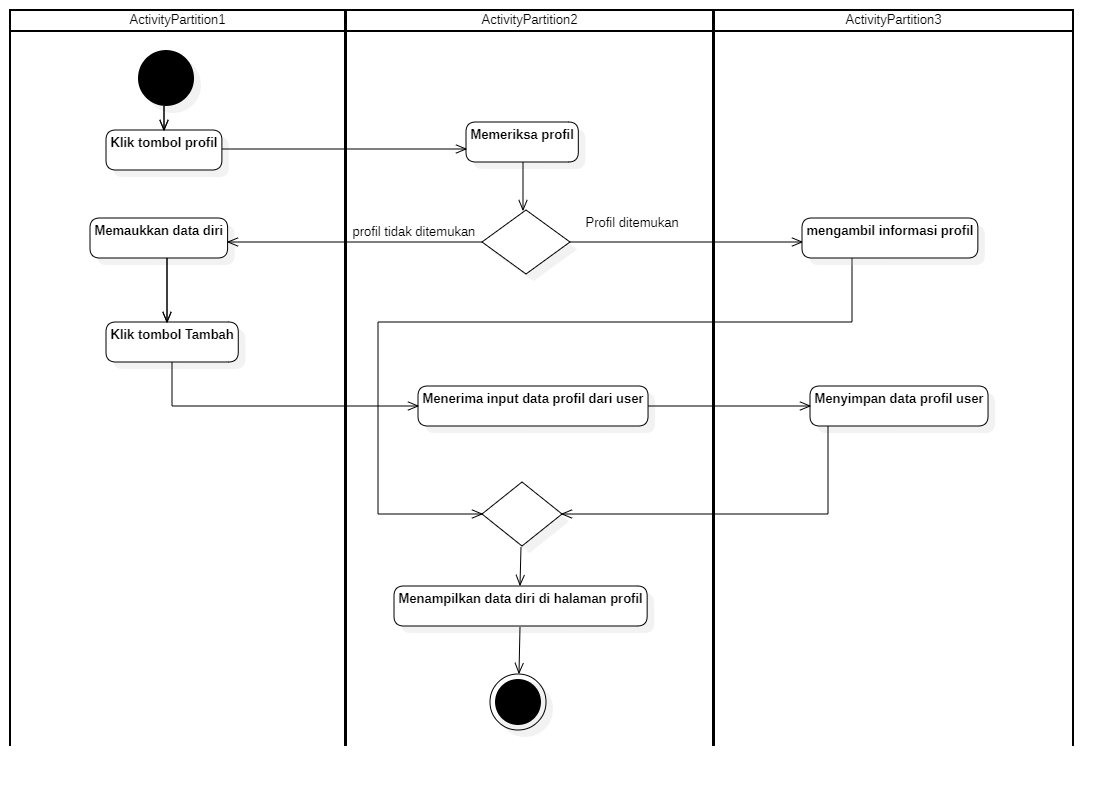 ActivityPartition1
ActivityPartition2
ActivityPartition3
Klik tombol profil
Memeriksa profil
Memaukkan data diri
profil tidak ditemukan
Profil ditemukan
mengambil informasi profil
Klik tombol Tambah
Menerima input data profil dari user
Menyimpan data profil user
Menampilkan data diri di halaman profil